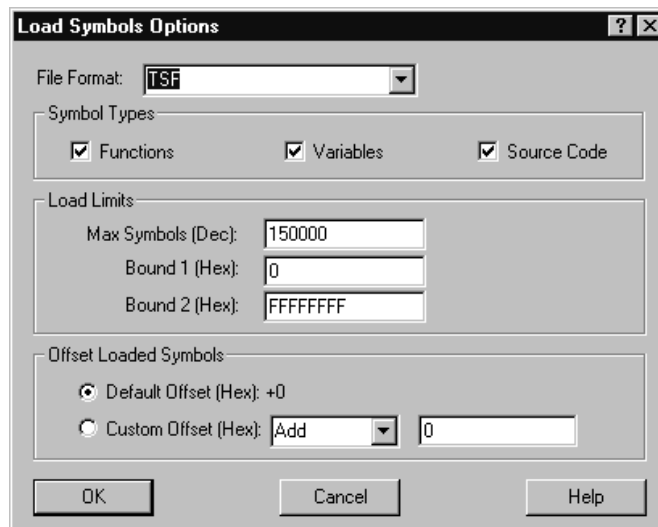 Load Symbols Options
File Format: TSF
Symbol Types
Functions Variables Source Code
Load Limits
Max Symbols (Dec): 150000
Bound 1 (Hex): 0
Bound 2 (Hex): FFFFFFFF
Offset Loaded Symbols
Default Offset (Hex): +0
Custom Offset (Hex): Add 0
OK Cancel Help